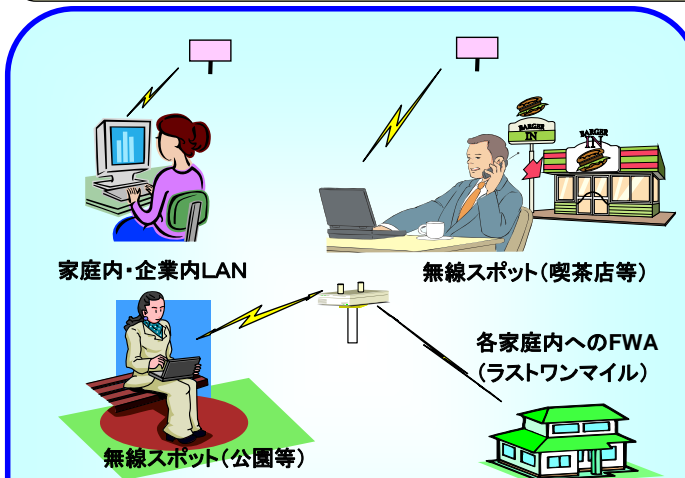 BARGER
IN
BARGER
IN
家庭内・企業内LAN
無線スポット（喫茶店等）
各家庭内へのFWA
（ラストワンマイル）
無線スポット（公園等）